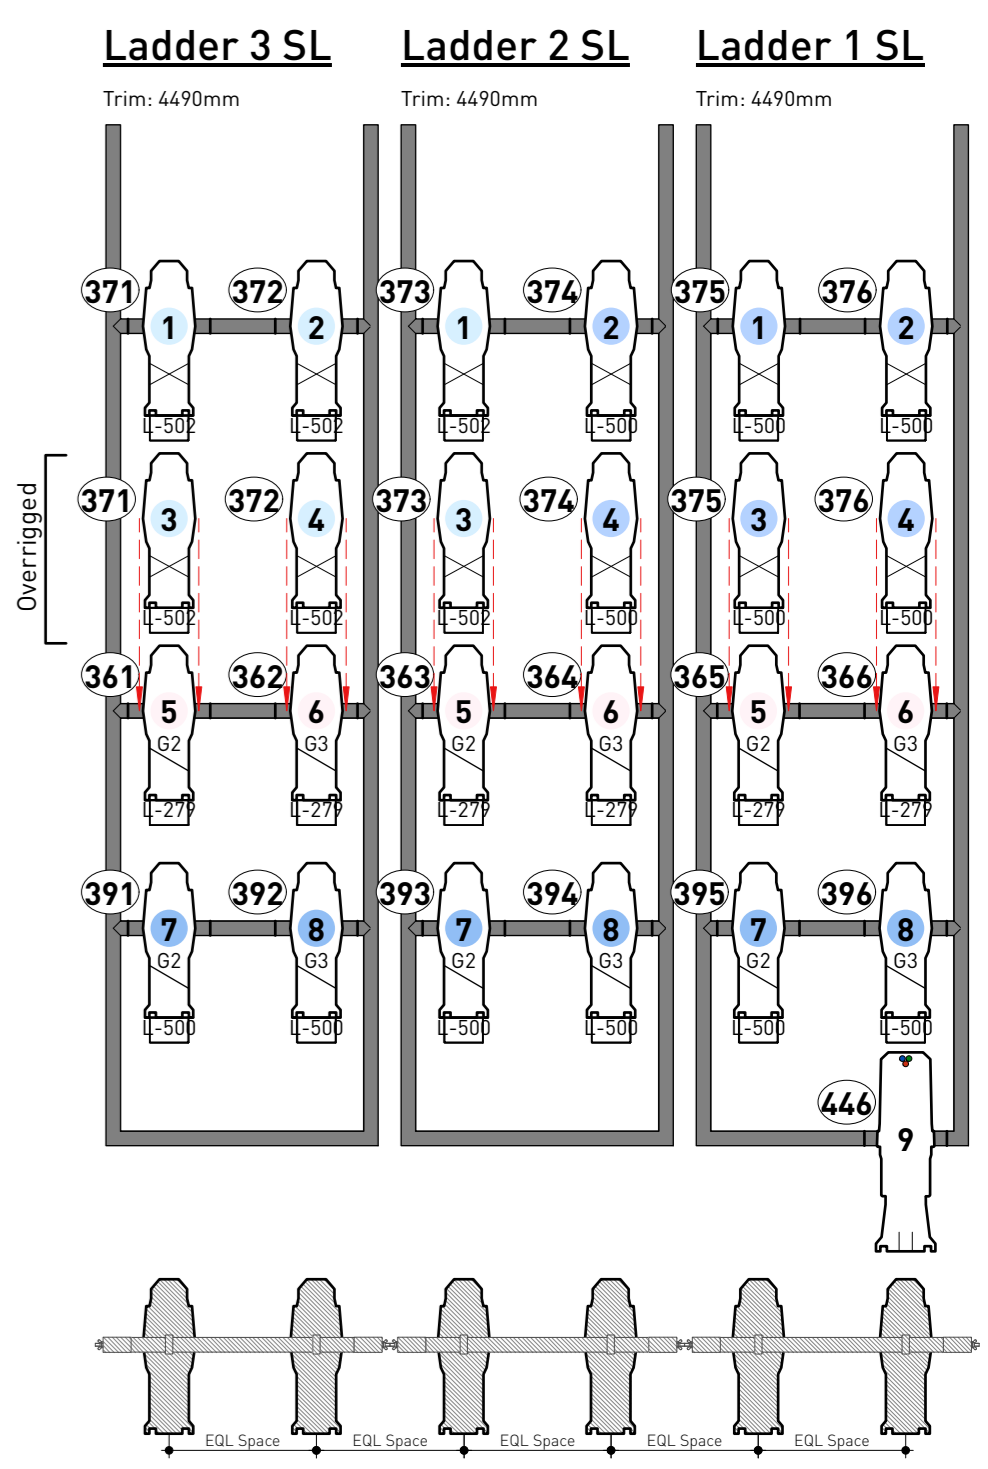 Ladder 3 SL Ladder 2 SL Ladder 1 SL
Trim: 4490mm Trim: 4490mm Trim: 4490mm
371 372 373 374 375 376
1 2 1 2 1 2
L-502 L-502 L-502 L-500 L-500 L-500
Overrigged
371 372 373 374 375 376
3 4 3 4 3 4
L-502 L-502 L-502 L-500 L-500 L-500
361 362 363 364 365 366
5 6 5 6 5 6
G2 G3 G2 G3 G2 G3
L-279 L-279 L-279 L-279 L-279 L-279
391 392 393 394 395 396
7 8 7 8 7 8
G2 G3 G2 G3 G2 G3
L-500 L-500 L-500 L-500 L-500 L-500
446
9
EQL Space EQL Space EQL Space EQL Space EQL Space